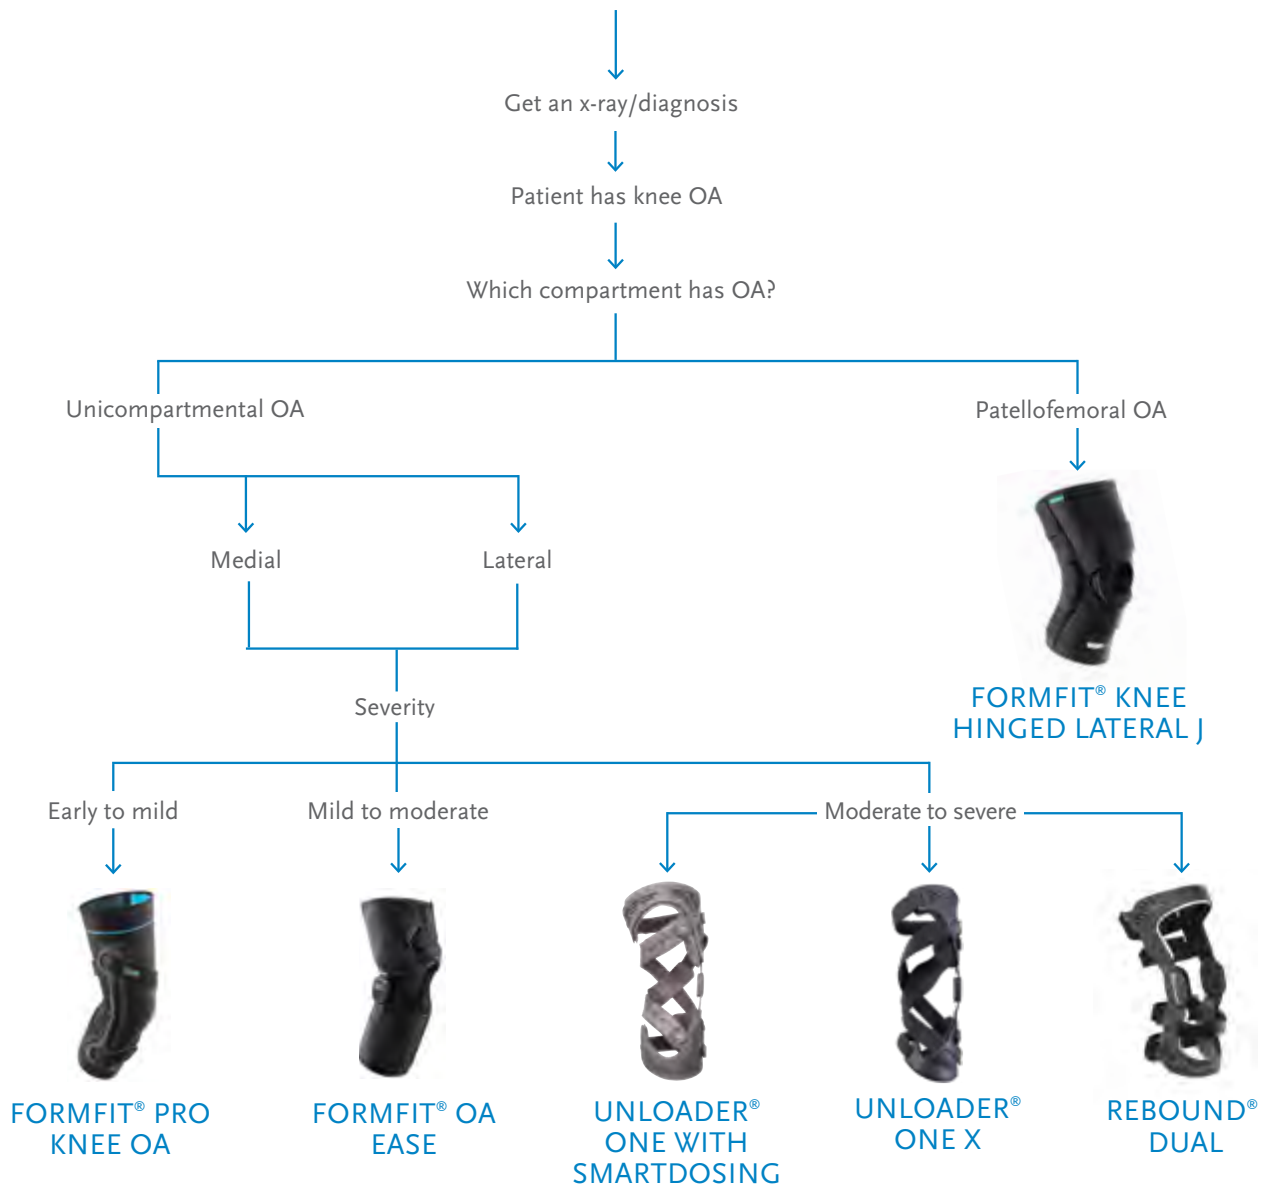 Get an x-ray/diagnosis
Patient has knee OA
Which compartment has OA?
Unicompartmental OA
Patellofemoral OA
Medial
Lateral
FORMFIT® KNEE
HINGED LATERAL J
Severity
Early to mild
Mild to moderate
Moderate to severe
FORMFIT® PRO
KNEE OA
FORMFIT® OA
EASE
UNLOADER®
ONE WITH
SMARTDOSING
UNLOADER®
ONE X
REBOUND®
DUAL